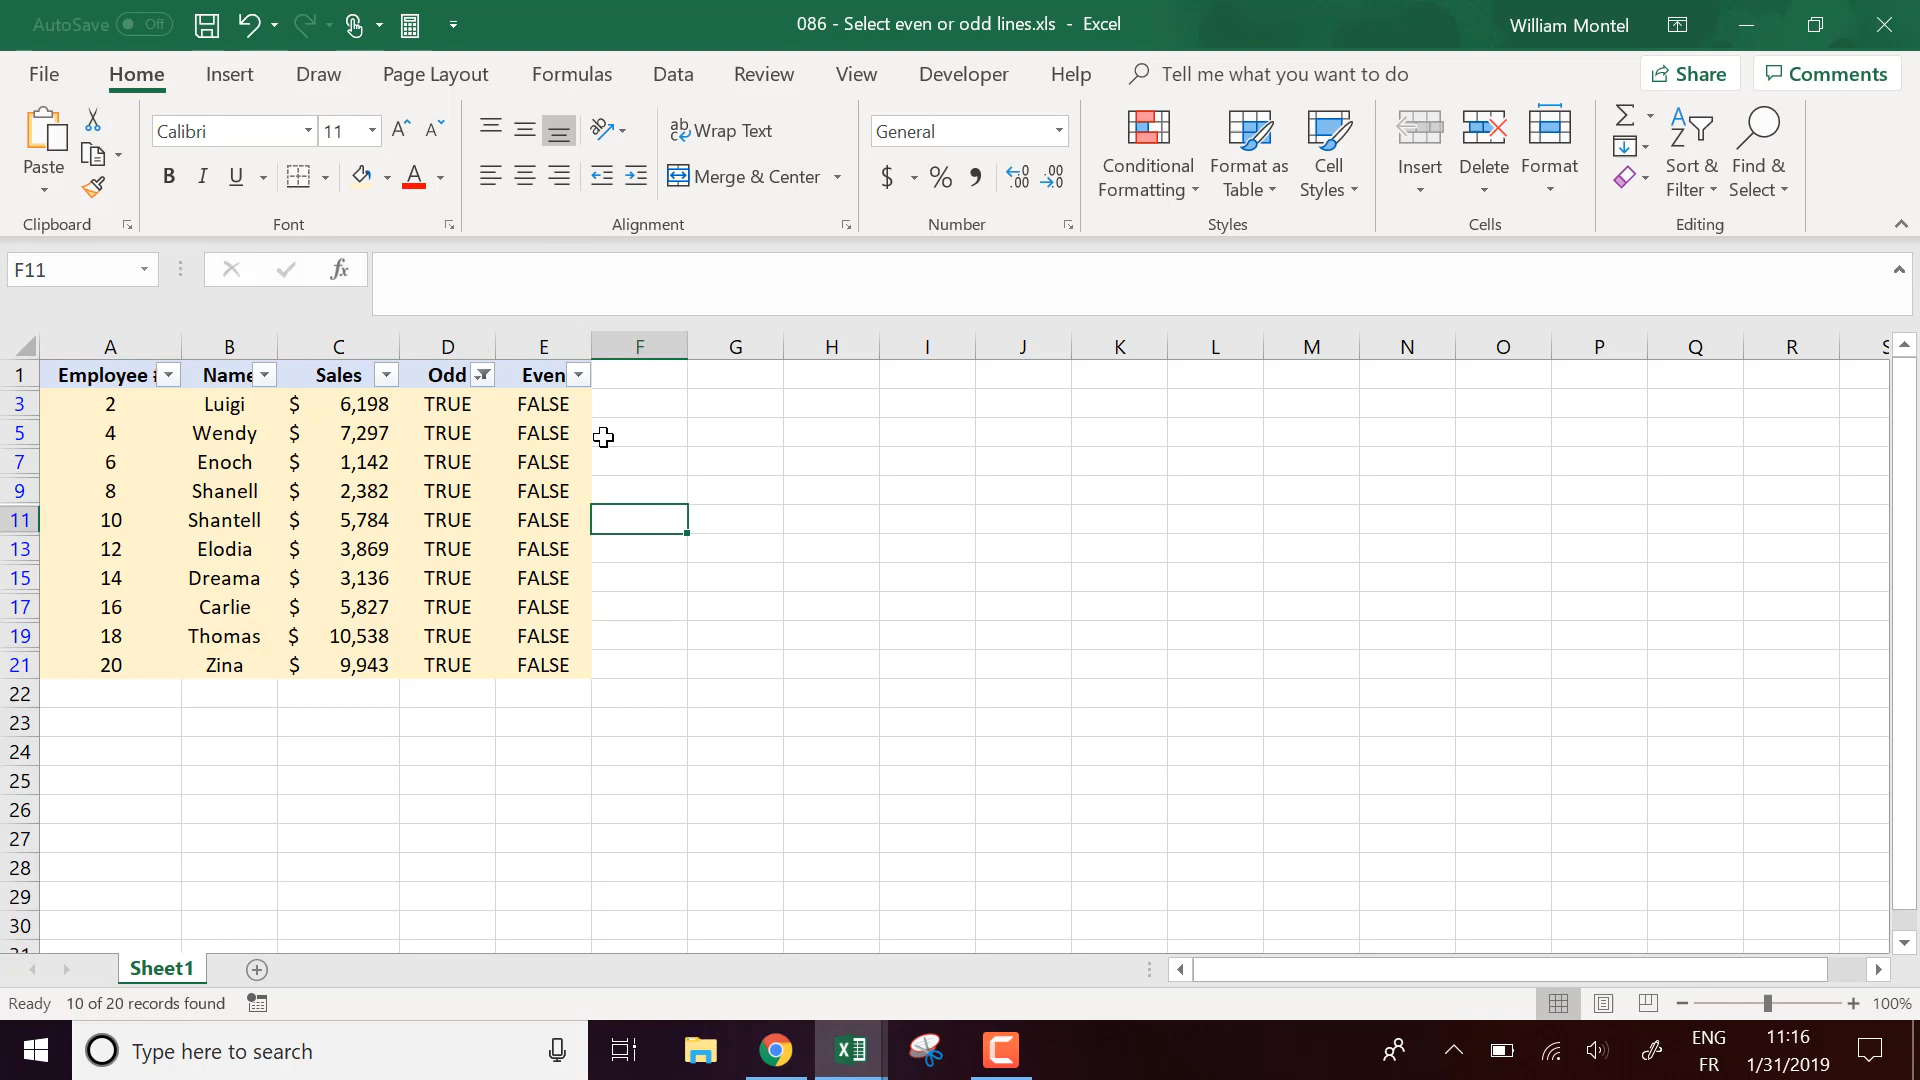 AutoSave Off 086 - Select even or odd lines.xls - Excel William Montel
File Home Insert Draw Page Layout Formulas Data Review View Developer Help Tell me what you want to do Share Comments
Paste Calibri 11 Wrap Text General Conditional Formatting Format as Table Cell Styles Insert Delete Format Sort & Filter Find & Select
B I U Merge & Center $ %
Clipboard Font Alignment Number Styles Cells Editing
F11 fx
A B C D E F G H I J K L M N O P Q R
1 Employee Name Sales Odd Even
3 2 Luigi $ 6,198 TRUE FALSE
5 4 Wendy $ 7,297 TRUE FALSE
7 6 Enoch $ 1,142 TRUE FALSE
9 8 Shanell $ 2,382 TRUE FALSE
11 10 Shantell $ 5,784 TRUE FALSE
13 12 Elodia $ 3,869 TRUE FALSE
15 14 Dreama $ 3,136 TRUE FALSE
17 16 Carlie $ 5,827 TRUE FALSE
19 18 Thomas $ 10,538 TRUE FALSE
21 20 Zina $ 9,943 TRUE FALSE
22
23
24
25
26
27
28
29
30
Sheet1
Ready 10 of 20 records found 100%
Type here to search ENG 11:16
FR 1/31/2019